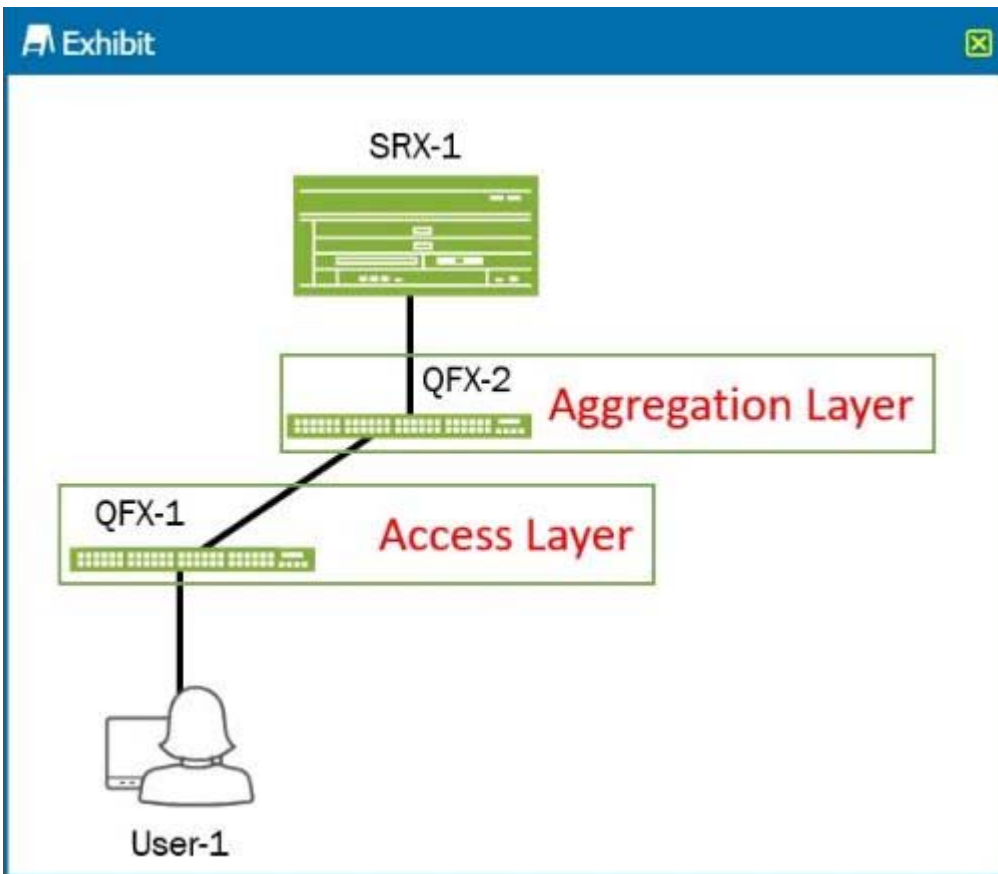 Exhibit
SRX-1
QFX-2
Aggregation Layer
QFX-1
Access Layer
User-1